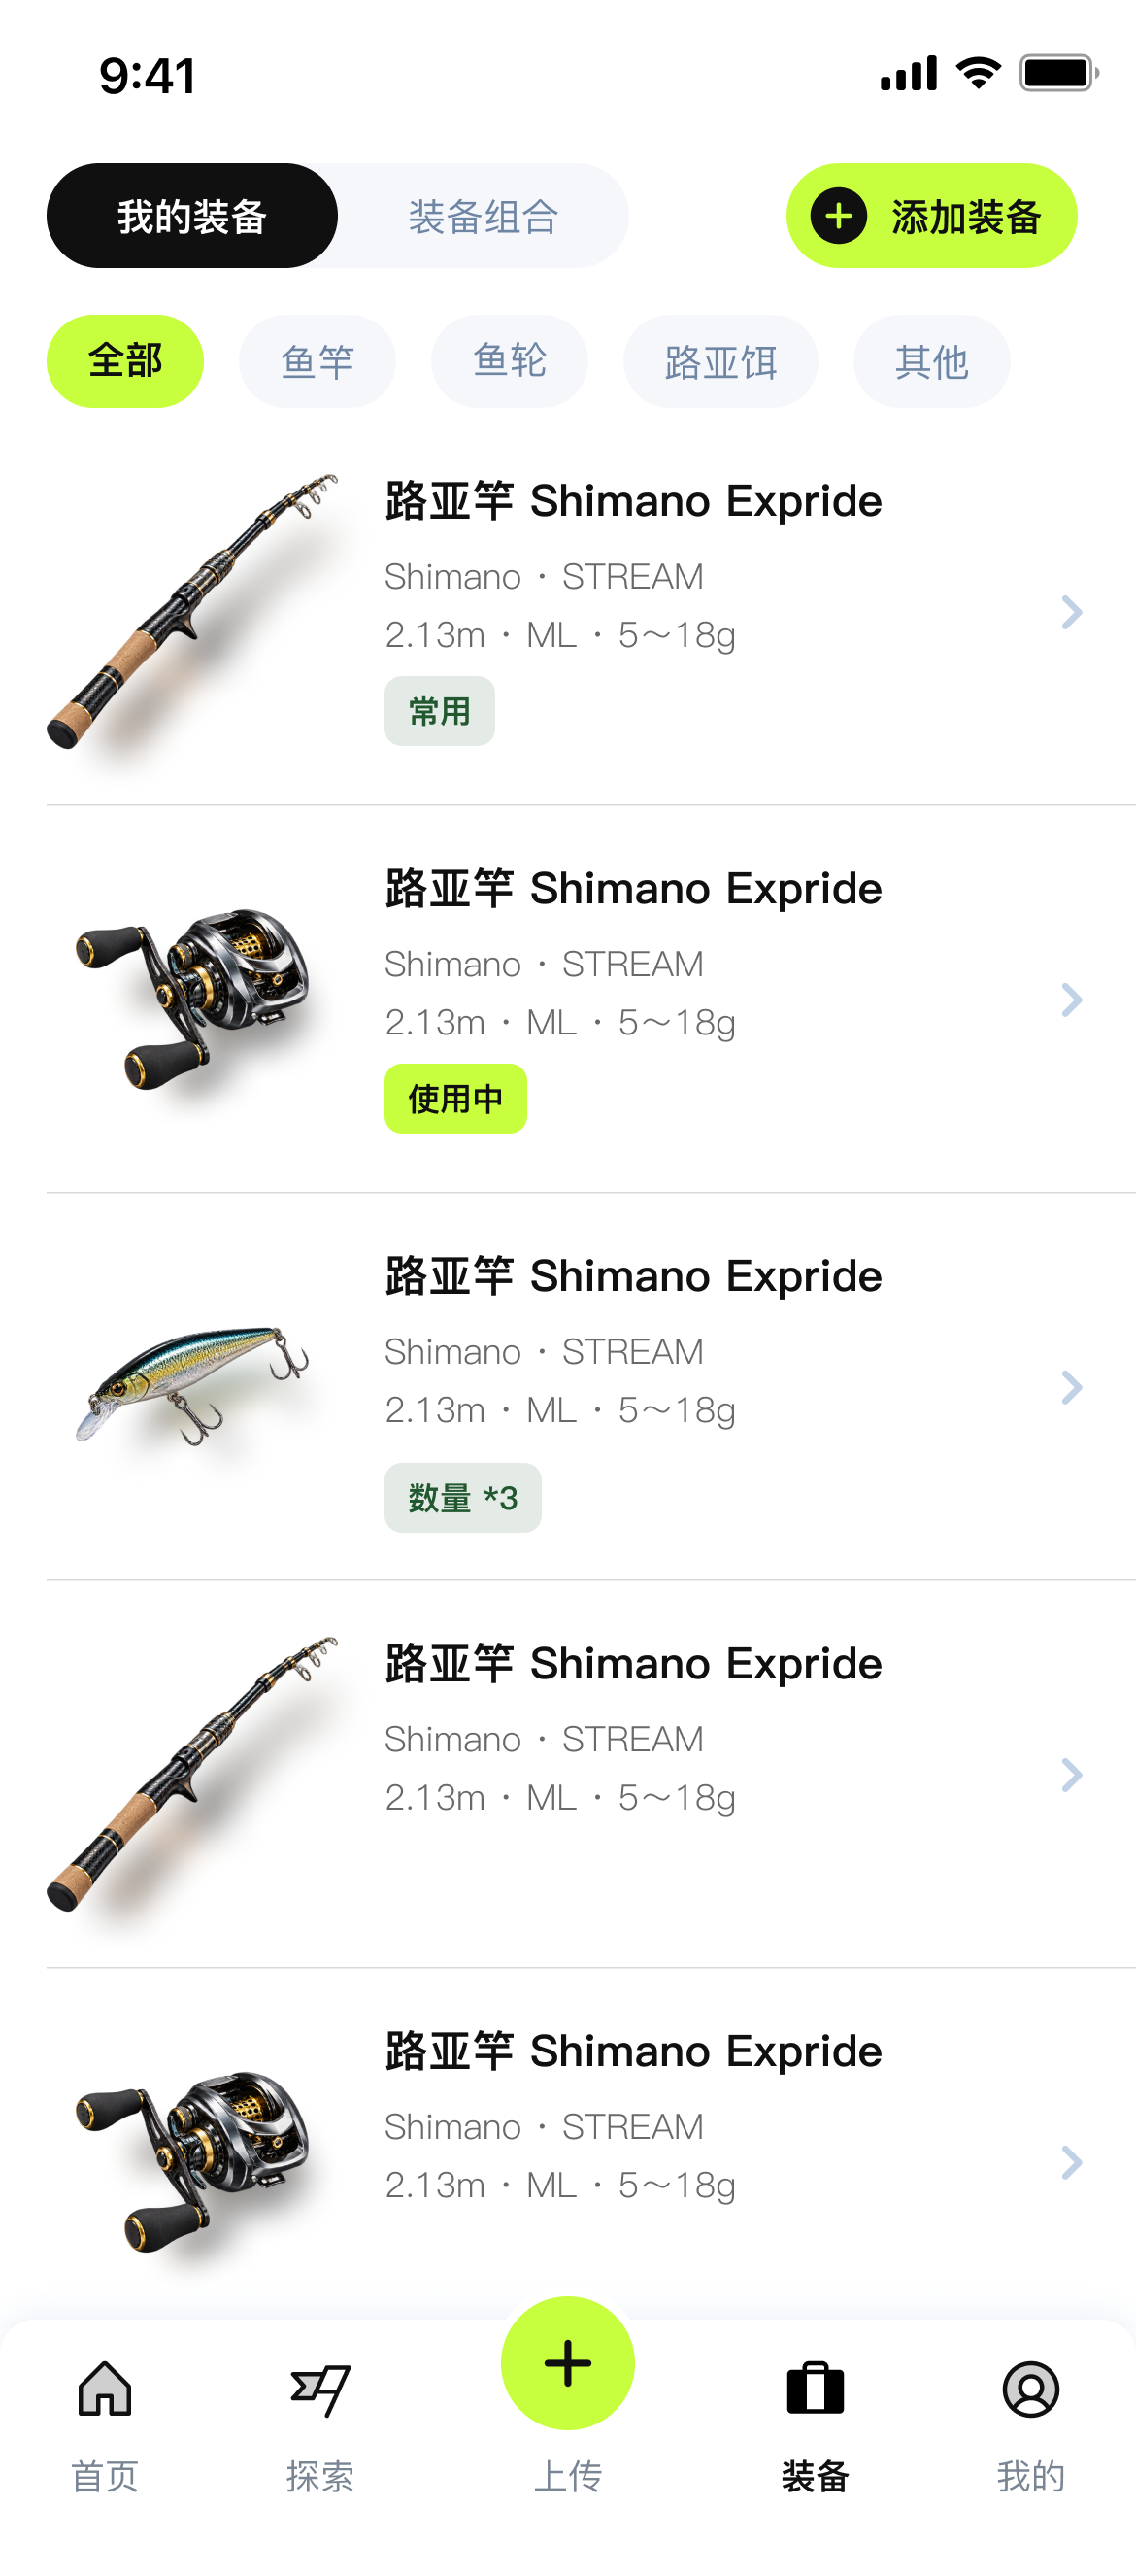 9:41
我的装备
装备组合
添加装备
全部
鱼竿
鱼轮
路亚饵
其他
路亚竿 Shimano Expride
Shimano · STREAM
2.13m · ML · 5～18g
常用
路亚竿 Shimano Expride
Shimano · STREAM
2.13m · ML · 5～18g
使用中
路亚竿 Shimano Expride
Shimano · STREAM
2.13m · ML · 5～18g
数量 *3
路亚竿 Shimano Expride
Shimano · STREAM
2.13m · ML · 5～18g
路亚竿 Shimano Expride
Shimano · STREAM
2.13m · ML · 5～18g
首页
探索
上传
装备
我的